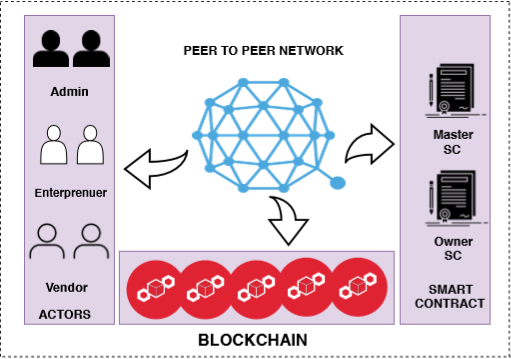 PEER TO PEER NETWORK
Admin
Enterprenuer
Vendor
ACTORS
Master
SC
Owner
SC
SMART
CONTRACT
BLOCKCHAIN